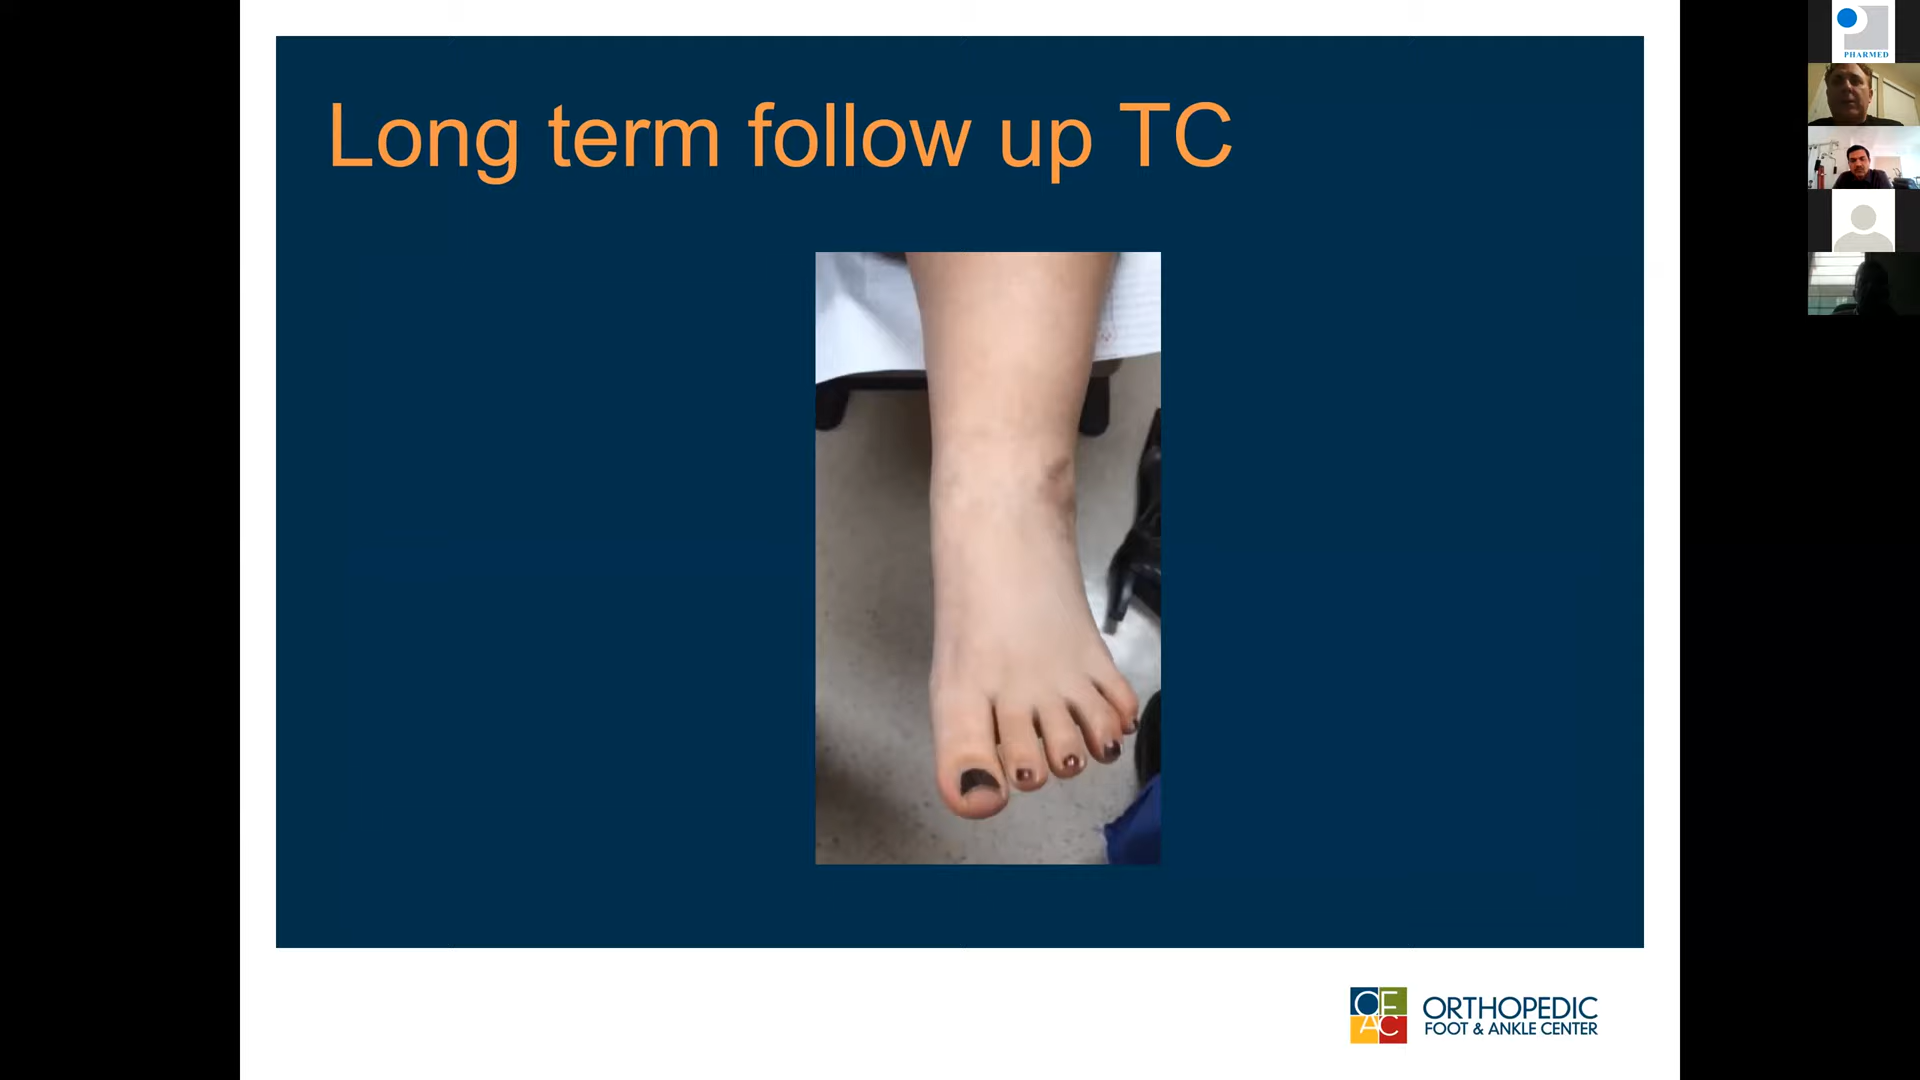 Long term follow up TC
PHARMED
OFAC
ORTHOPEDIC
FOOT & ANKLE CENTER